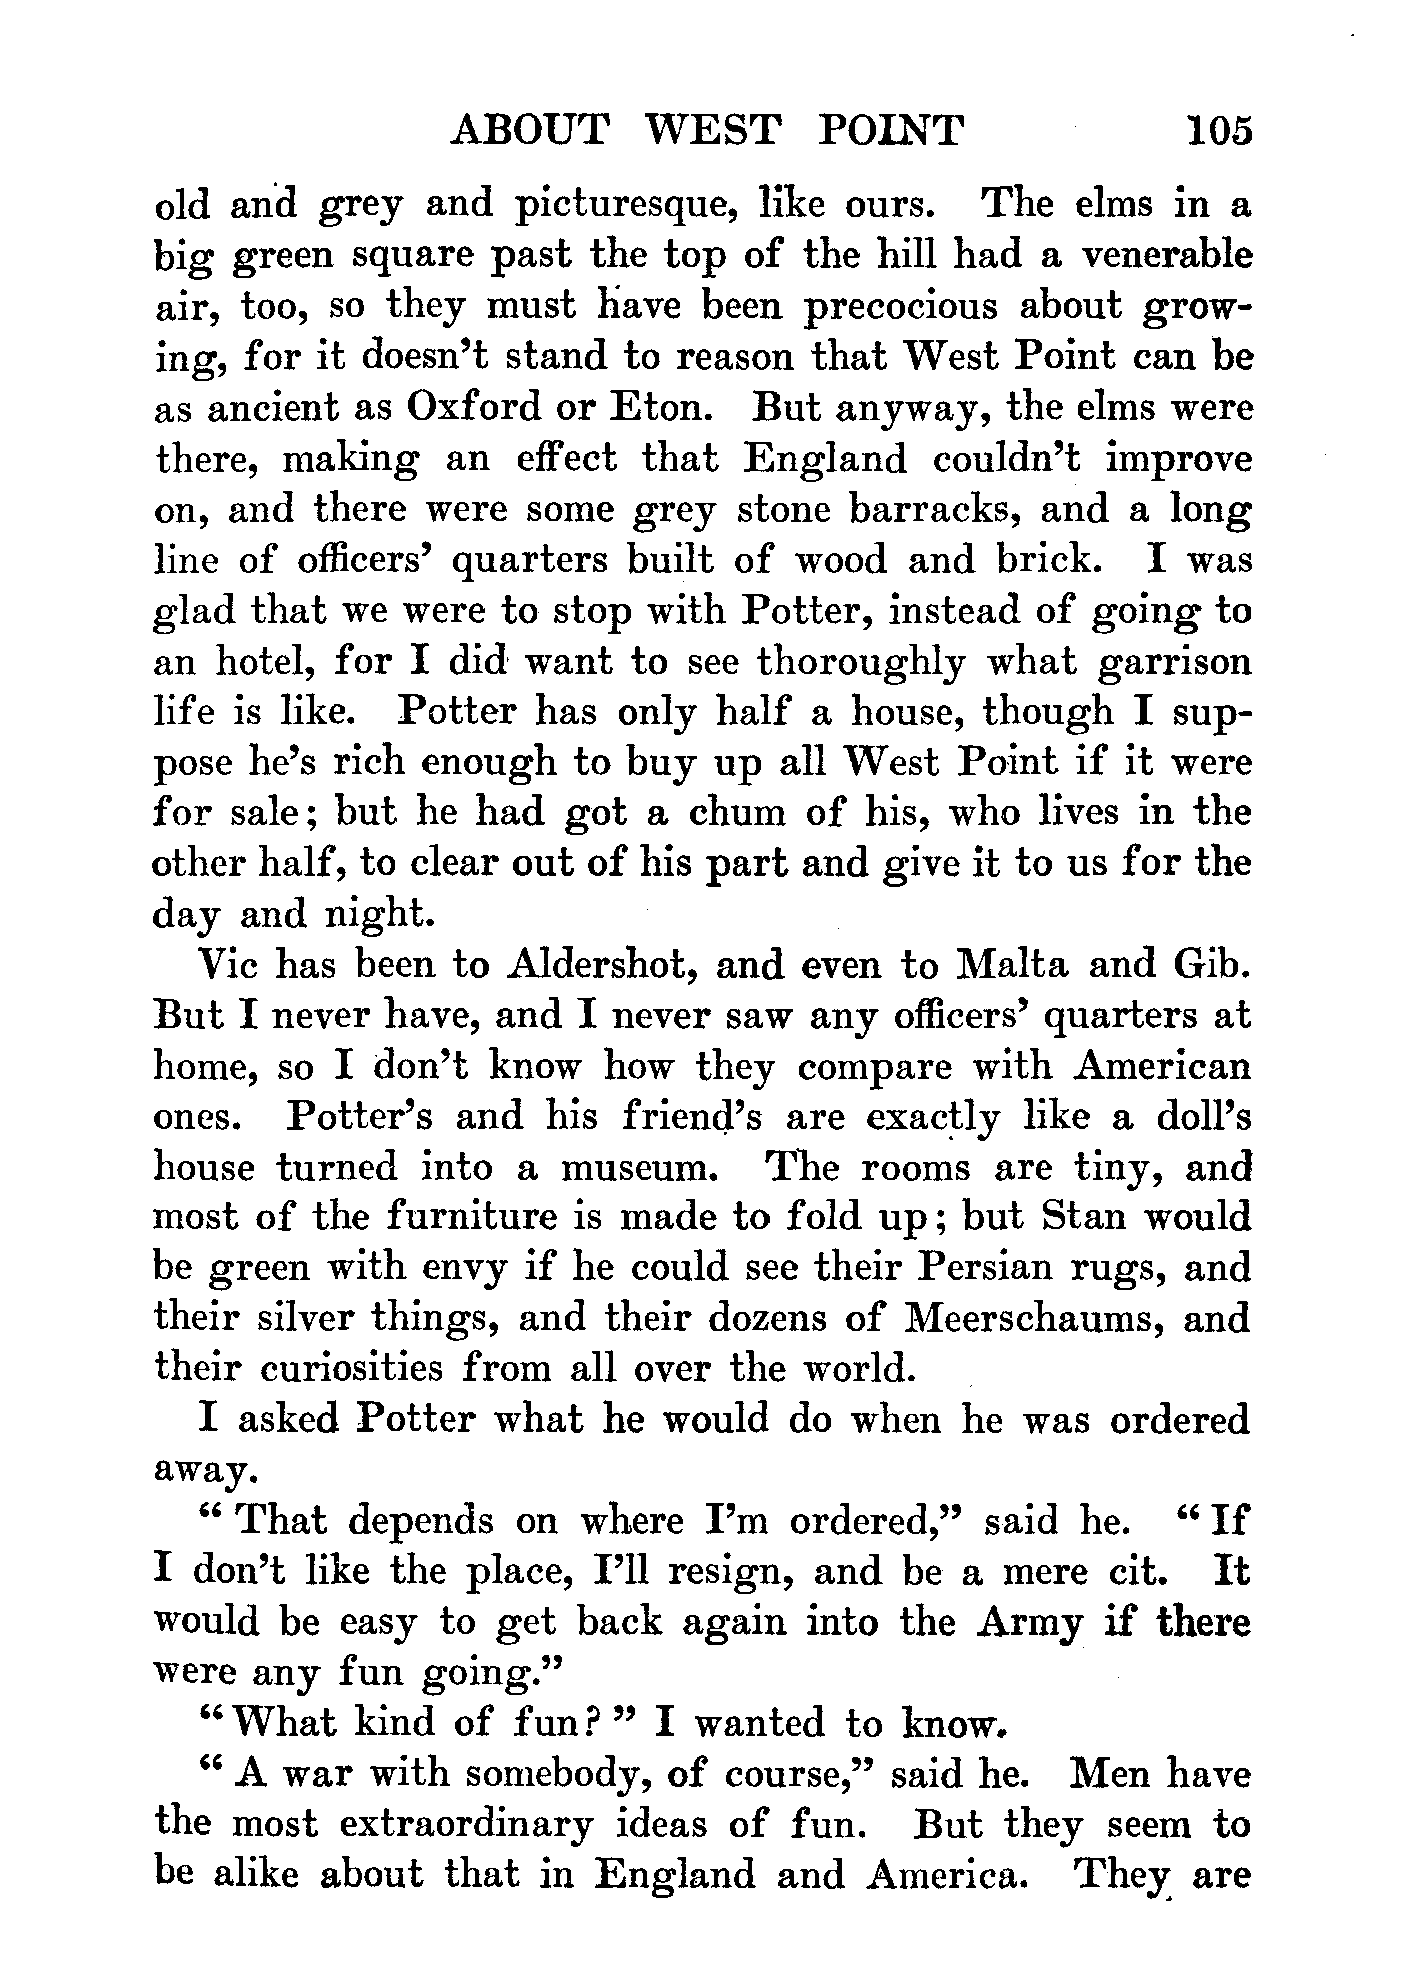 ABOUT WEST POINT 105
old and grey and picturesque, like ours. The elms in a
big green square past the top of the hill had a venerable
air, too, so they must have been precocious about grow-
ing, for it doesn't stand to reason that West Point can be
as ancient as Oxford or Eton. But anyway, the elms were
there, making an effect that England couldn't improve
on, and there were some grey stone barracks, and a long
line of officers' quarters built of wood and brick. I was
glad that we were to stop with Potter, instead of going to
an hotel, for I did want to see thoroughly what garrison
life is like. Potter has only half a house, though I sup-
pose he's rich enough to buy up all West Point if it were
for sale; but he had got a chum of his, who lives in the
other half, to clear out of his part and give it to us for the
day and night.
Vic has been to Aldershot, and even to Malta and Gib.
But I never have, and I never saw any officers' quarters at
home, so I don't know how they compare with American
ones. Potter's and his friend's are exactly like a doll's
house turned into a museum. The rooms are tiny, and
most of the furniture is made to fold up; but Stan would
be green with envy if he could see their Persian rugs, and
their silver things, and their dozens of Meerschaums, and
their curiosities from all over the world.
I asked Potter what he would do when he was ordered
away.
"That depends on where I'm ordered," said he. "If
I don't like the place, I'll resign, and be a mere cit. It
would be easy to get back again into the Army if there
were any fun going."
"What kind of fun?" I wanted to know.
"A war with somebody, of course," said he. Men have
the most extraordinary ideas of fun. But they seem to
be alike about that in England and America. They are